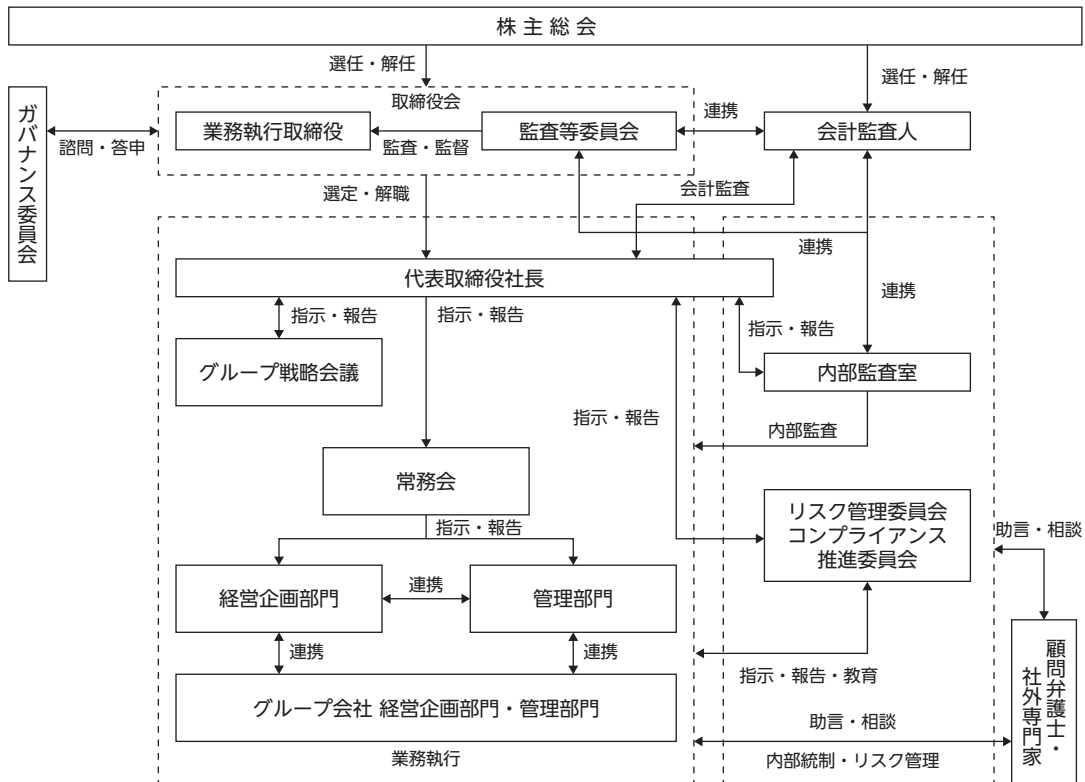 株主総会
選任・解任
選任・解任
取締役会
ガバナンス委員会
諮問・答申
業務執行取締役
監査・監督
監査等委員会
連携
会計監査人
選定・解職
会計監査
連携
連携
代表取締役社長
指示・報告
指示・報告
指示・報告
グループ戦略会議
内部監査室
指示・報告
内部監査
常務会
指示・報告
リスク管理委員会
コンプライアンス
推進委員会
助言・相談
経営企画部門
連携
管理部門
連携
連携
指示・報告・教育
グループ会社 経営企画部門・管理部門
顧問弁護士・
社外専門家
助言・相談
業務執行
内部統制・リスク管理